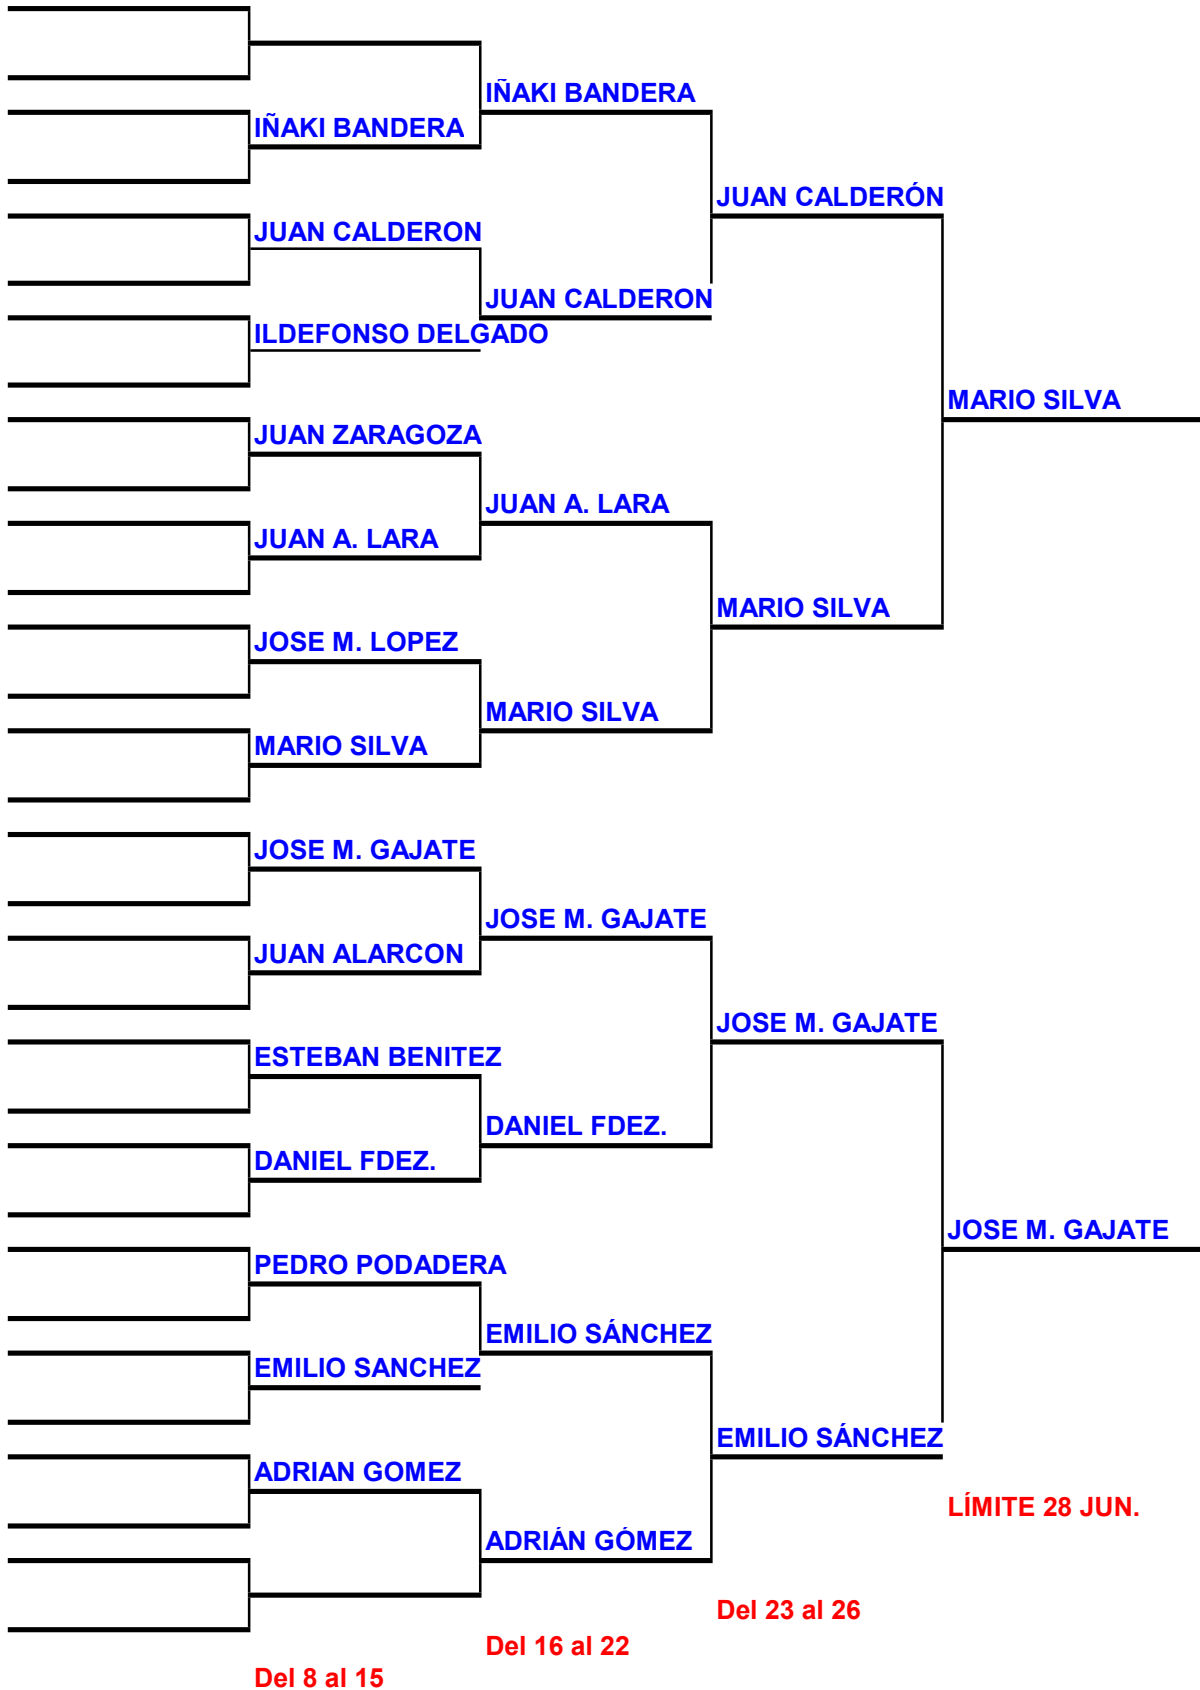 IÑAKI BANDERA
IÑAKI BANDERA
JUAN CALDERÓN
JUAN CALDERON
JUAN CALDERON
ILDEFONSO DELGADO
MARIO SILVA
JUAN ZARAGOZA
JUAN A. LARA
JUAN A. LARA
MARIO SILVA
JOSE M. LOPEZ
MARIO SILVA
MARIO SILVA
JOSE M. GAJATE
JOSE M. GAJATE
JUAN ALARCON
JOSE M. GAJATE
ESTEBAN BENITEZ
DANIEL FDEZ.
DANIEL FDEZ.
JOSE M. GAJATE
PEDRO PODADERA
EMILIO SÁNCHEZ
EMILIO SANCHEZ
EMILIO SÁNCHEZ
ADRIAN GOMEZ
LÍMITE 28 JUN.
ADRIÁN GÓMEZ
Del 23 al 26
Del 16 al 22
Del 8 al 15